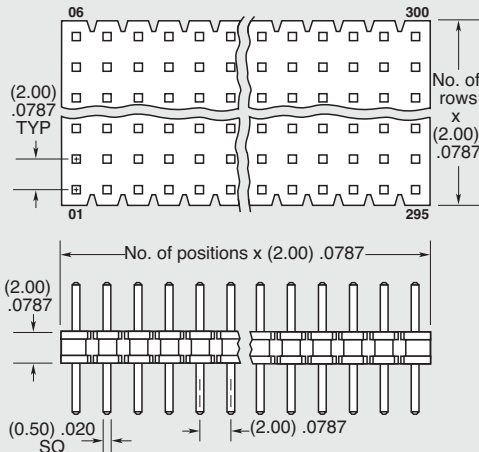 06
300
(2.00)
.0787
TYP
No. of
rows
x
(2.00)
.0787
01
295
No. of positions x (2.00) .0787
(2.00)
.0787
(0.50) .020
SQ
(2.00) .0787